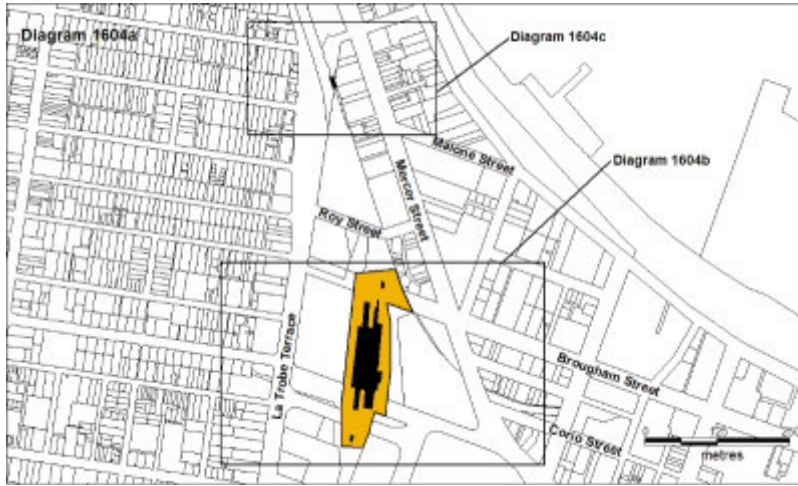 Diagram 1604a
Diagram 1604c
Malone Street
Diagram 1604b
Mercer Street
Roy Street
La Trobe Terrace
Brougham Street
Corio Street
metres